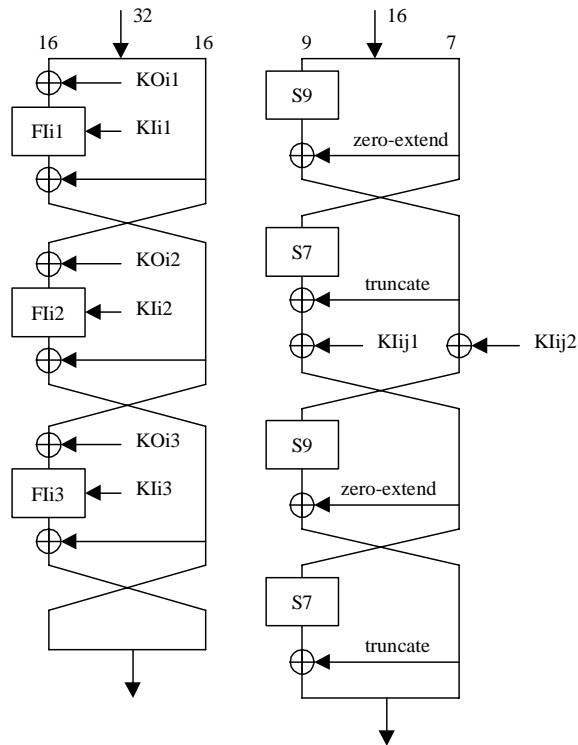 32
16 16
KOi1
FIi1 KIi1
KOi2
FIi2 KIi2
KOi3
FIi3 KIi3
16
9 7
S9
zero-extend
S7
truncate
KIij1 KIij2
S9
zero-extend
S7
truncate